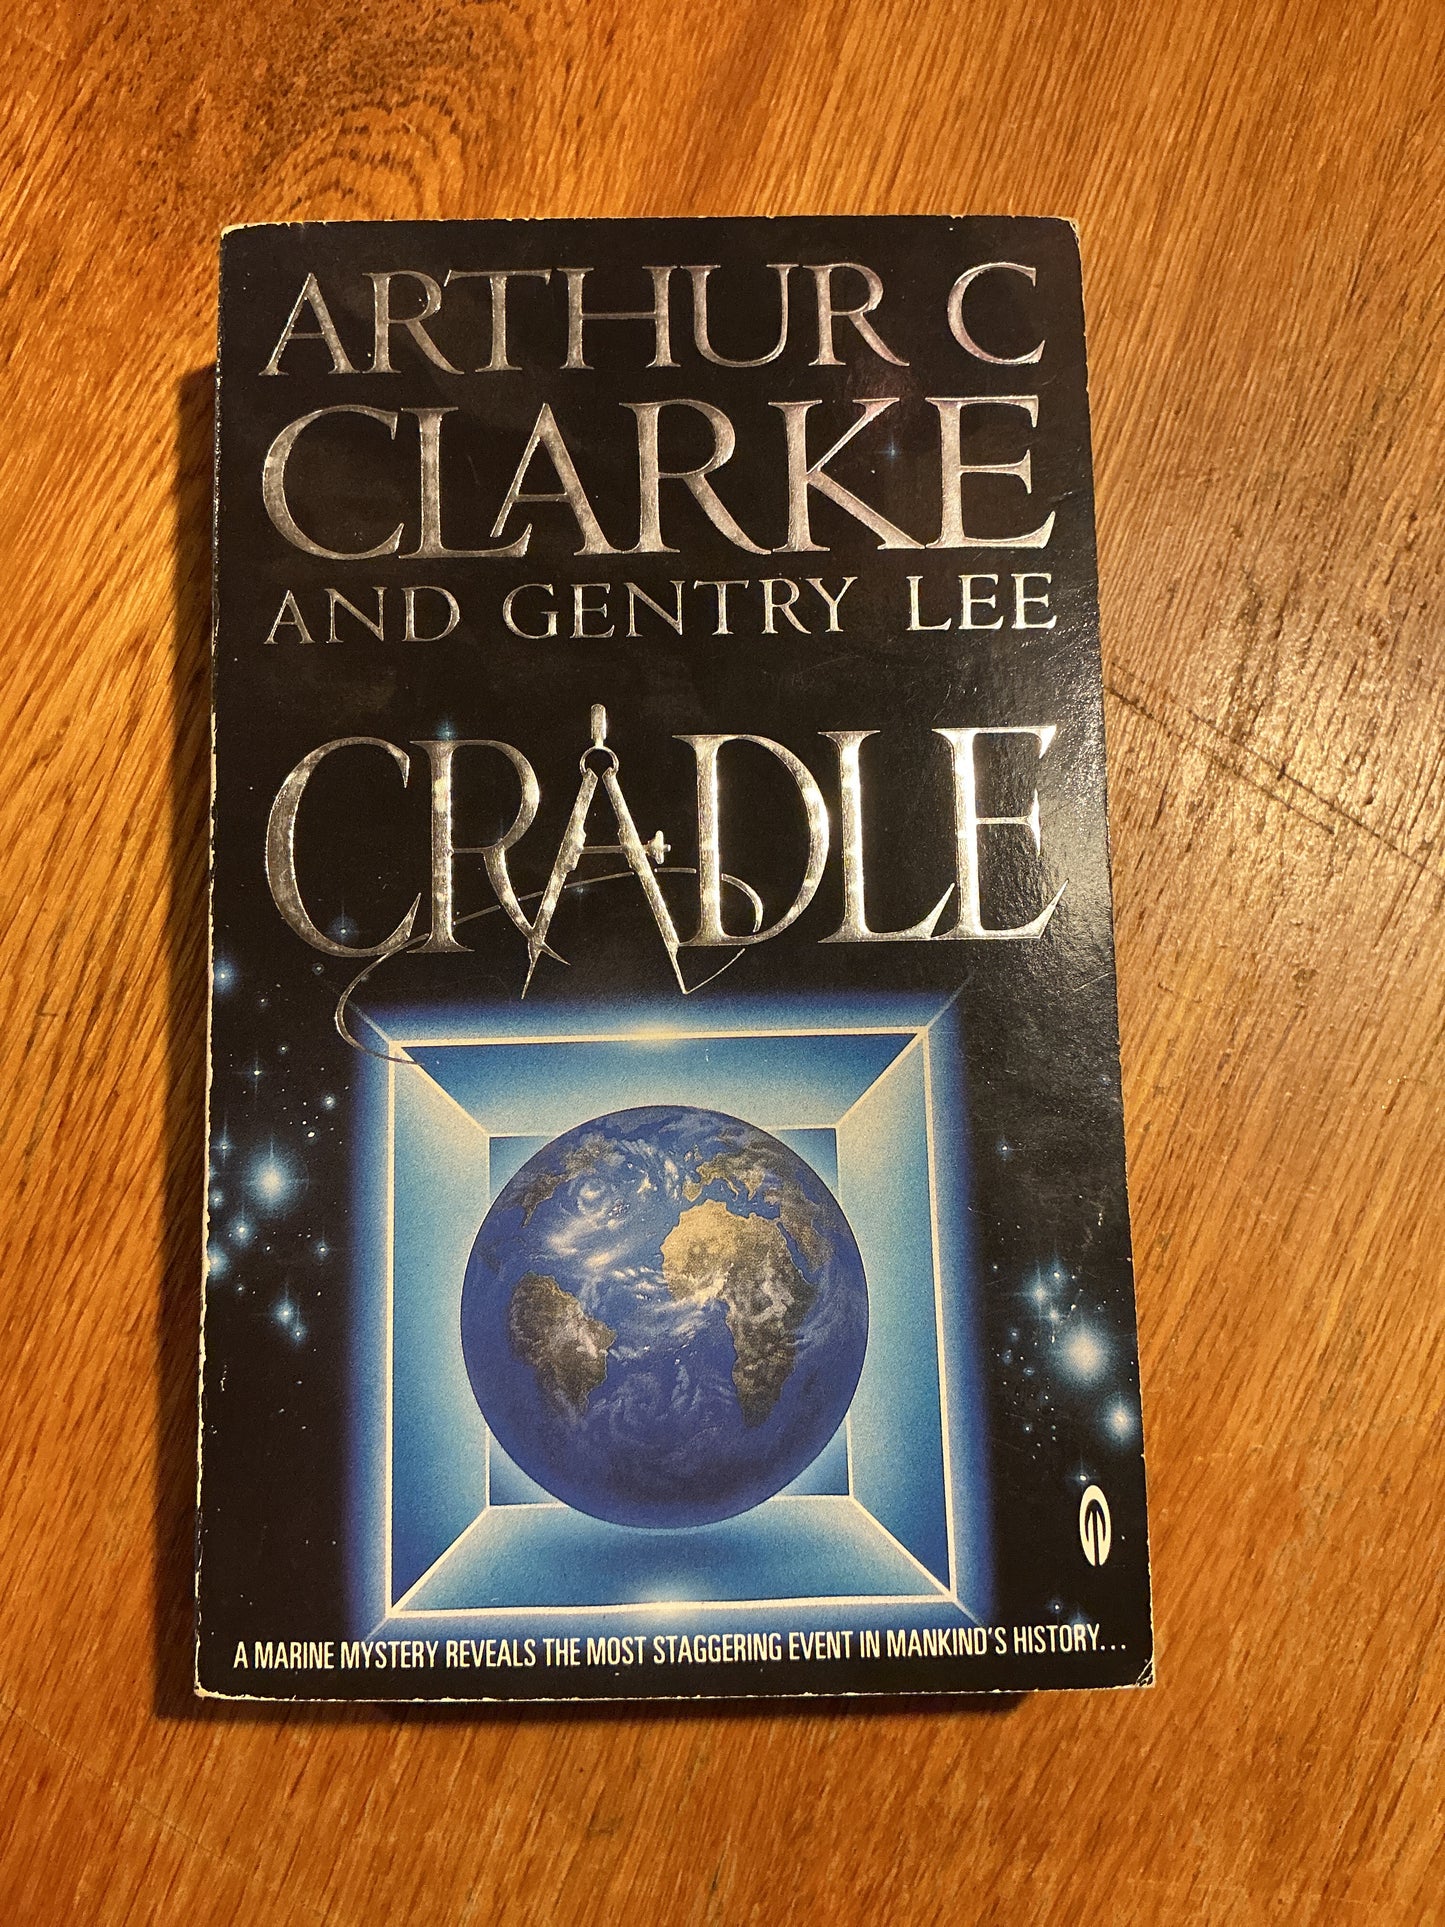 ARTHUR C
CLARKE
AND GENTRY LEE
CRADLE
A MARINE MYSTERY REVEALS THE MOST STAGGERING EVENT IN MANKIND'S HISTORY...